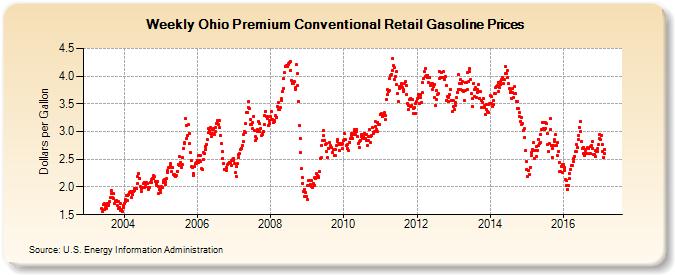 Weekly Ohio Premium Conventional Retail Gasoline Prices
Dollars per Gallon
4.5
4.0
3.5
3.0
2.5
2.0
1.5
2004 2006 2008 2010 2012 2014 2016
Source: U.S. Energy Information Administration